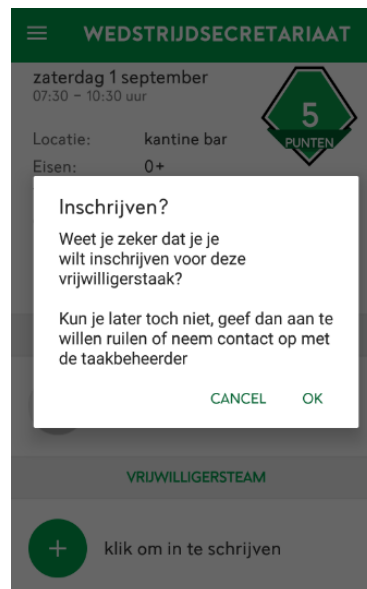 WEDSTRIJDSECRETARIAAT
zaterdag 1 september
07:30 - 10:30 uur
5
PUNTEN
Locatie: kantine bar
Eisen: 0+
Inschrijven?
Weet je zeker dat je je
wilt inschrijven voor deze
vrijwilligerstaak?
Kun je later toch niet, geef dan aan te
willen ruilen of neem contact op met
de taakbeheerder
CANCEL OK
VRIJWILLIGERSTEAM
+ klik om in te schrijven